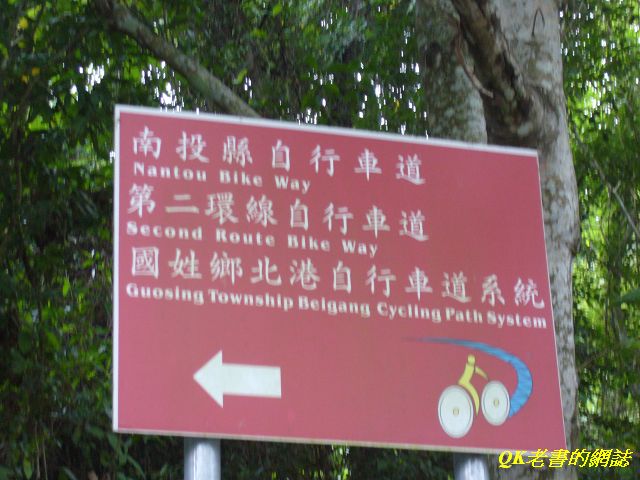 南投縣自行車道
Nantou Bike Way
第二環線自行車道
Second Route Bike Way
國姓鄉北港自行車道系統
Guosing Township Beigang Cycling Path System
QK老書的網誌